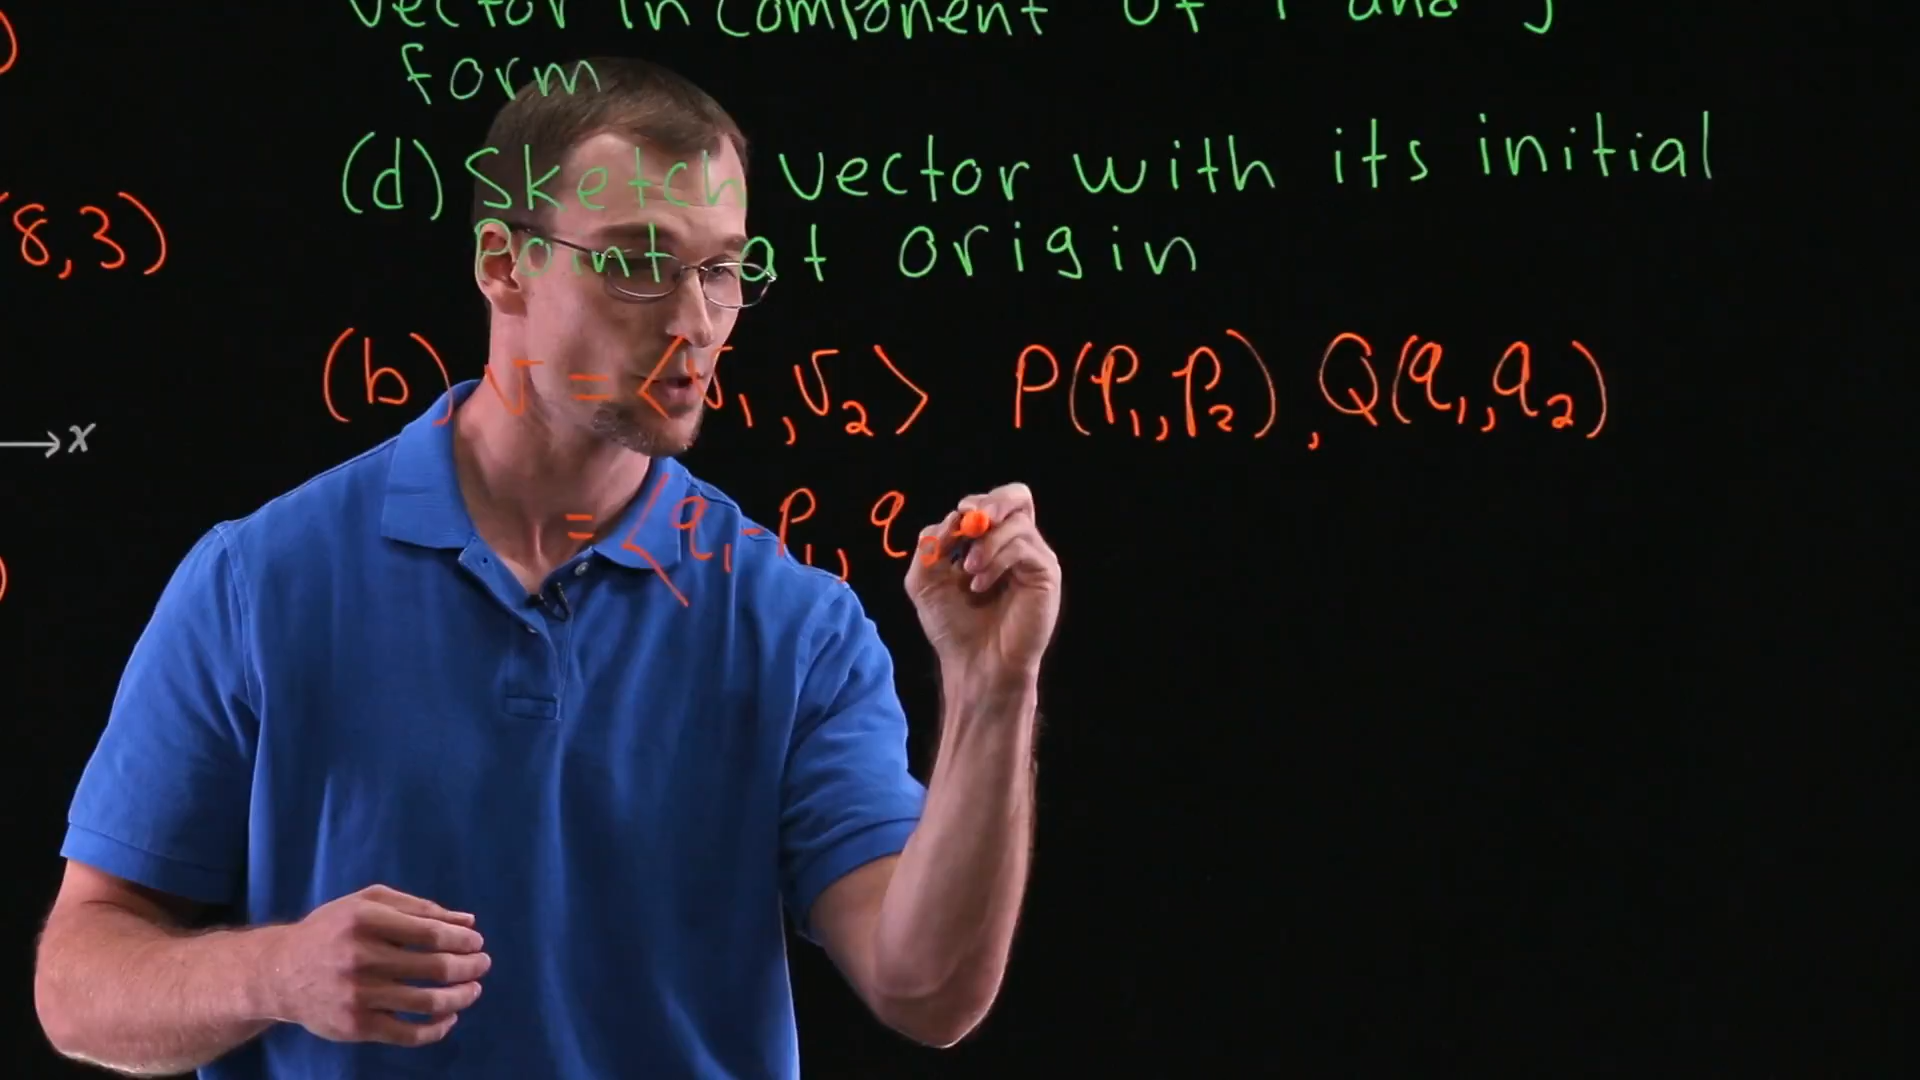 vector in component of i and j
form
(d) Sketch vector with its initial
point at origin
8,3)
(b) v = <v₁,v₂> P(p₁,p₂), Q(q₁,q₂)
x
= <q₁-p₁, q₂-